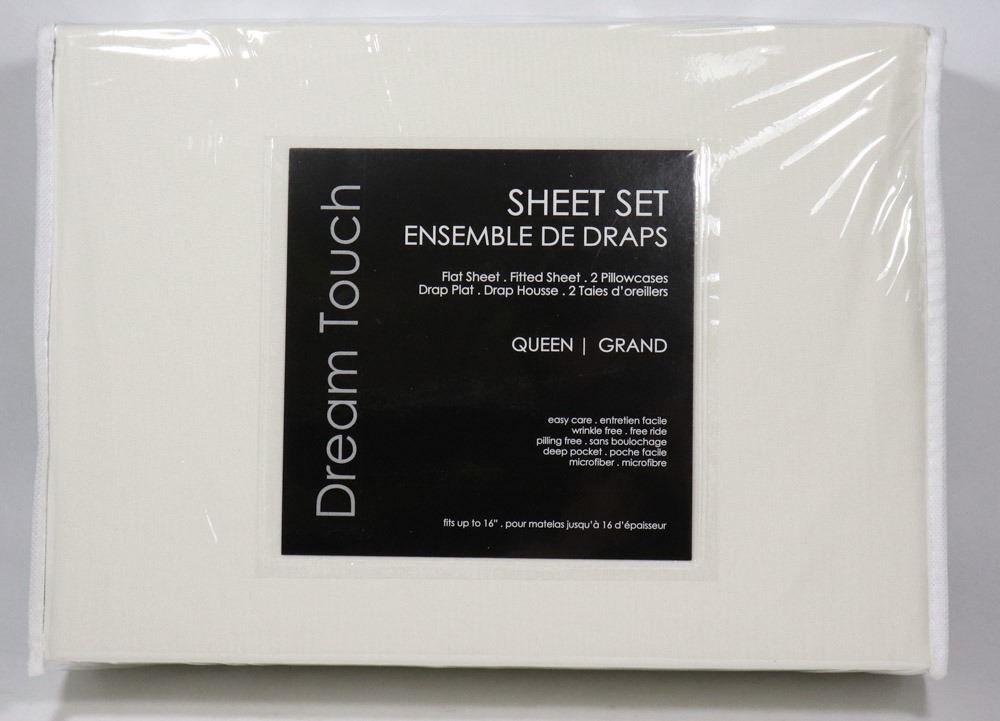 Dream Touch
SHEET SET
ENSEMBLE DE DRAPS
Flat Sheet . Fitted Sheet . 2 Pillowcases
Drap Plat . Drap Housse . 2 Taies d'oreillers
QUEEN | GRAND
easy care . entretien facile
wrinkle free . free ride
pilling free . sans boulochage
deep pocket . poche facile
microfiber . microfibre
fits up to 16" . pour matelas jusqu'à 16 d'épaisseur